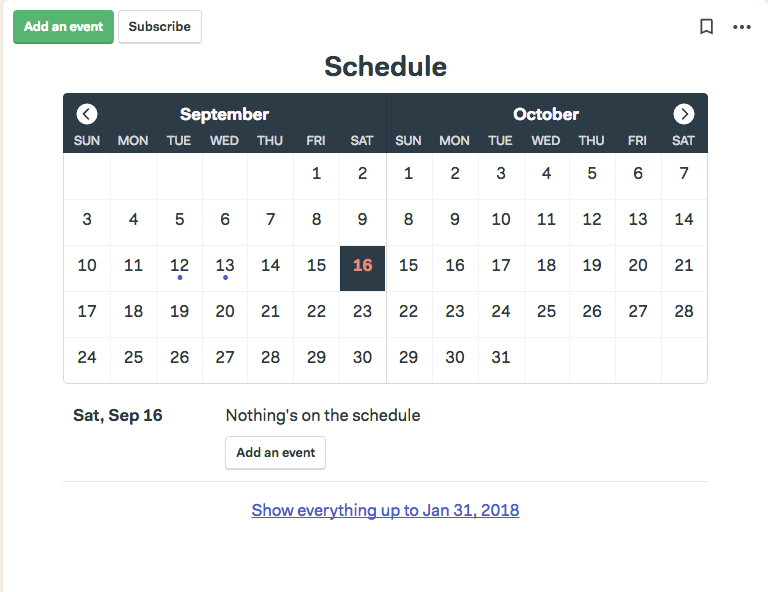 Add an event Subscribe
Schedule
September October
SUN MON TUE WED THU FRI SAT SUN MON TUE WED THU FRI SAT
1 2 1 2 3 4 5 6 7
3 4 5 6 7 8 9 8 9 10 11 12 13 14
10 11 12 13 14 15 16 15 16 17 18 19 20 21
17 18 19 20 21 22 23 22 23 24 25 26 27 28
24 25 26 27 28 29 30 29 30 31
Sat, Sep 16 Nothing's on the schedule
Add an event
Show everything up to Jan 31, 2018